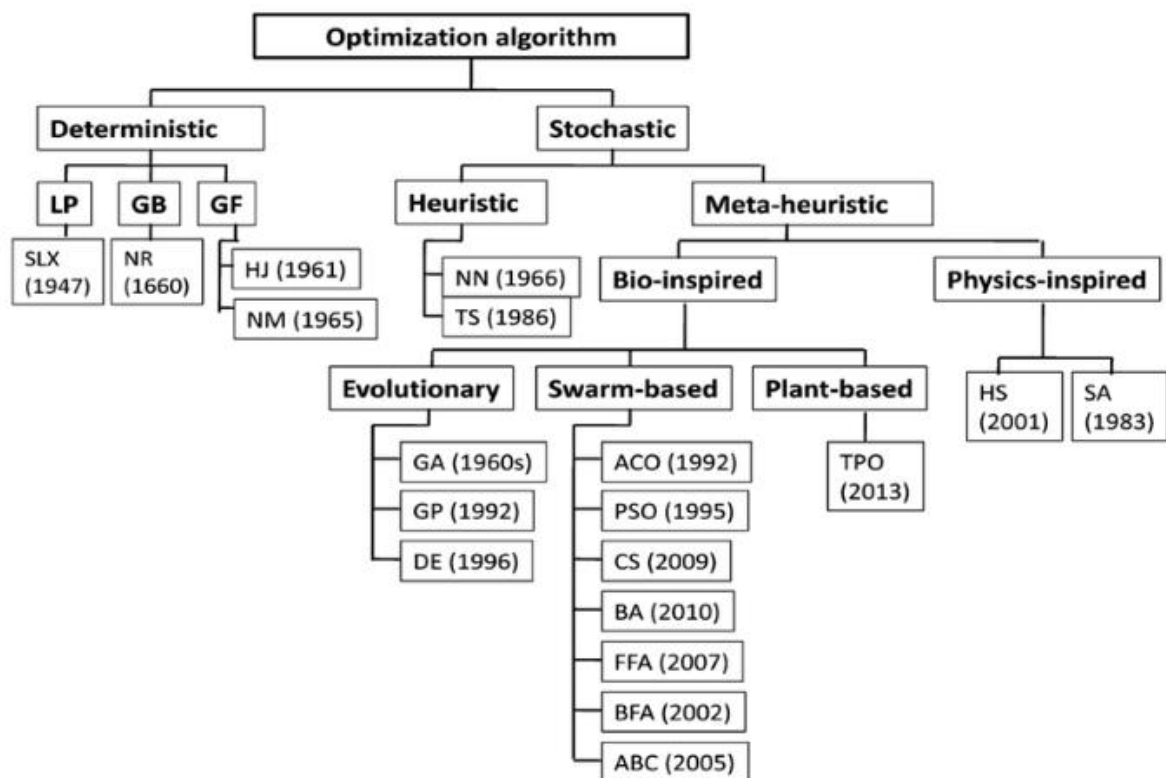 Optimization algorithm
Deterministic
Stochastic
LP
GB
GF
Heuristic
Meta-heuristic
SLX
(1947)
NR
(1660)
HJ (1961)
NM (1965)
NN (1966)
TS (1986)
Bio-inspired
Physics-inspired
Evolutionary
Swarm-based
Plant-based
HS
(2001)
SA
(1983)
GA (1960s)
GP (1992)
DE (1996)
ACO (1992)
PSO (1995)
CS (2009)
BA (2010)
FFA (2007)
BFA (2002)
ABC (2005)
TPO
(2013)